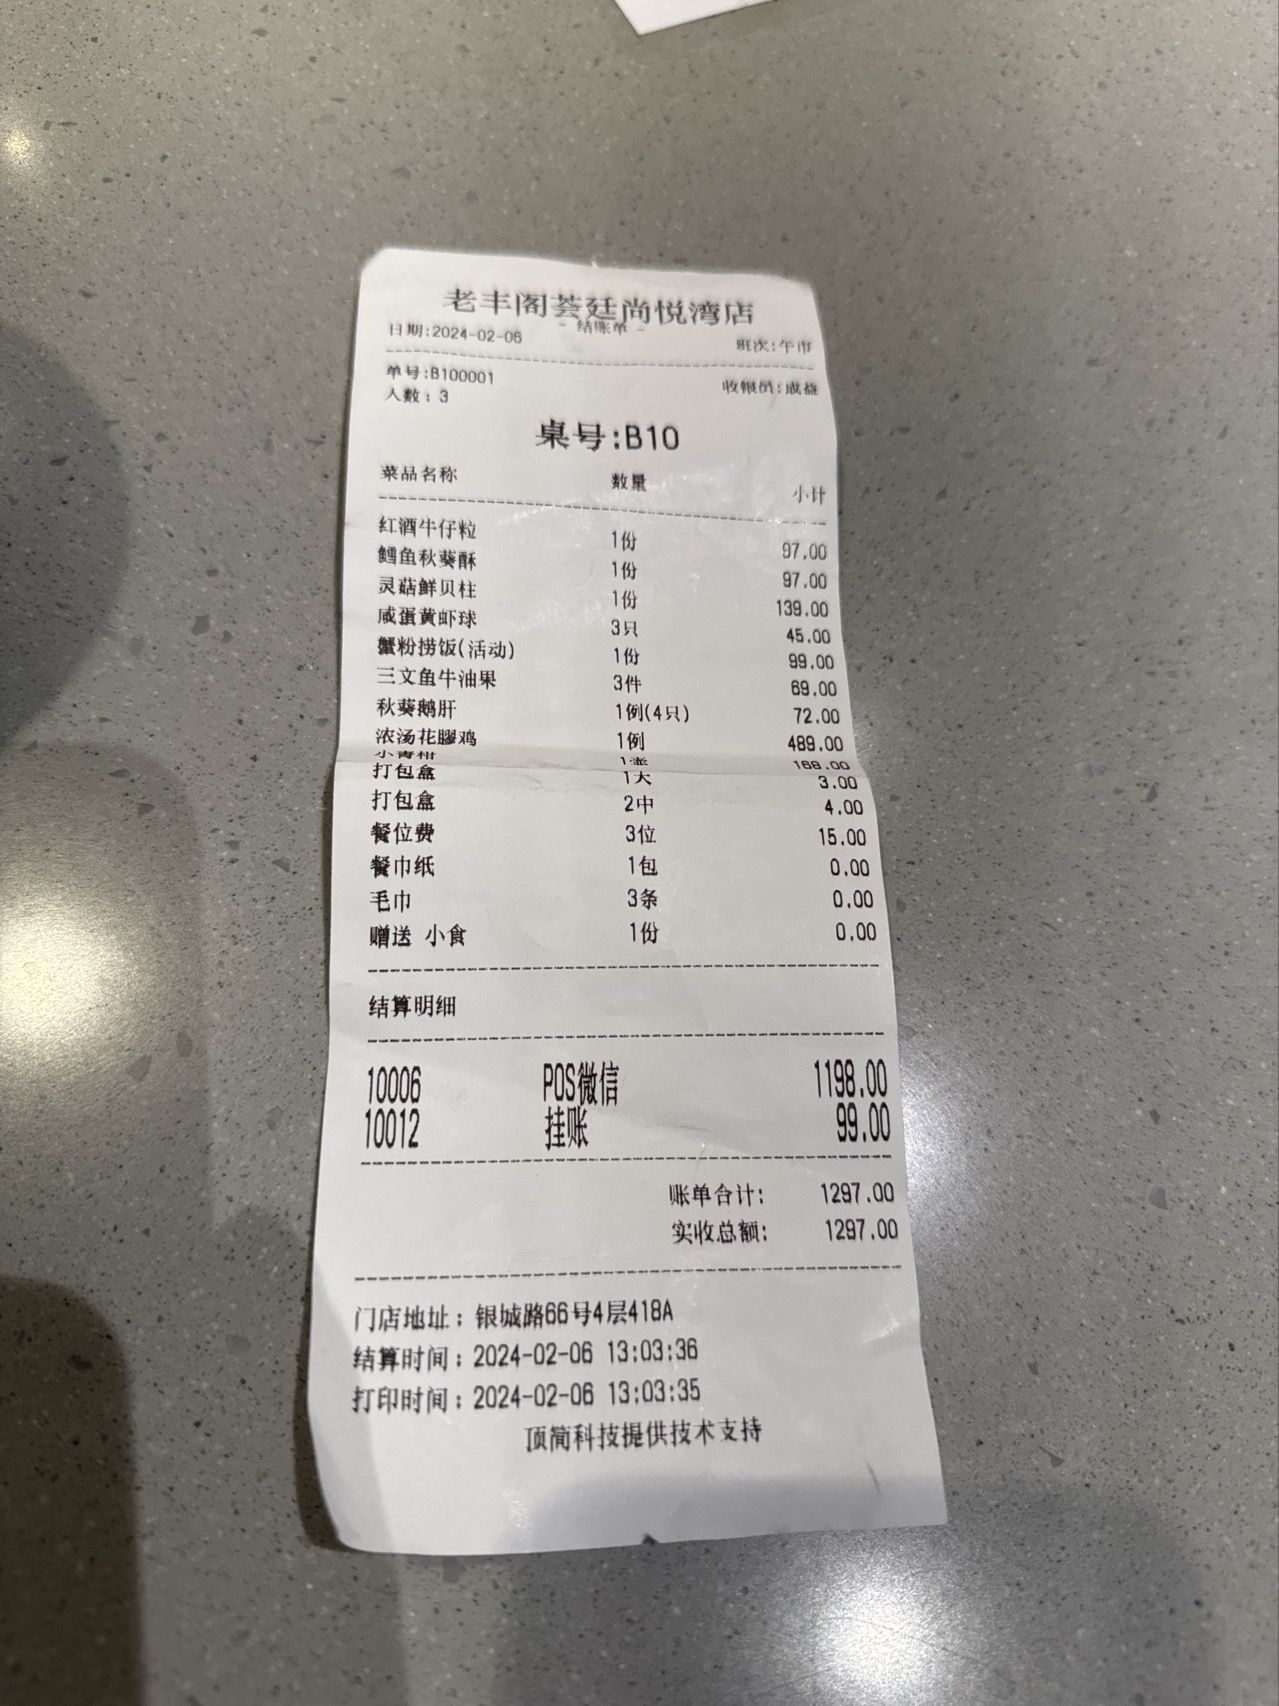 老丰阁荟廷尚悦湾店
- 结账单 -
日期:2024-02-06 班次:午市
单号:B100001 收银员:成益
人数: 3
桌号:B10
菜品名称 数量 小计
红酒牛仔粒 1份 97.00
鳕鱼秋葵酥 1份 97.00
灵菇鲜贝柱 1份 139.00
咸蛋黄虾球 3只 45.00
蟹粉捞饭(活动) 1份 99.00
三文鱼牛油果 3件 69.00
秋葵鹅肝 1例(4只) 72.00
浓汤花膠鸡 1例 489.00
小青柑 1壶 168.00
打包盒 1大 3.00
打包盒 2中 4.00
餐位费 3位 15.00
餐巾纸 1包 0.00
毛巾 3条 0.00
赠送 小食 1份 0.00
结算明细
10006 POS微信 1198.00
10012 挂账 99.00
账单合计: 1297.00
实收总额: 1297.00
门店地址: 银城路66号4层418A
结算时间: 2024-02-06 13:03:36
打印时间: 2024-02-06 13:03:35
顶简科技提供技术支持